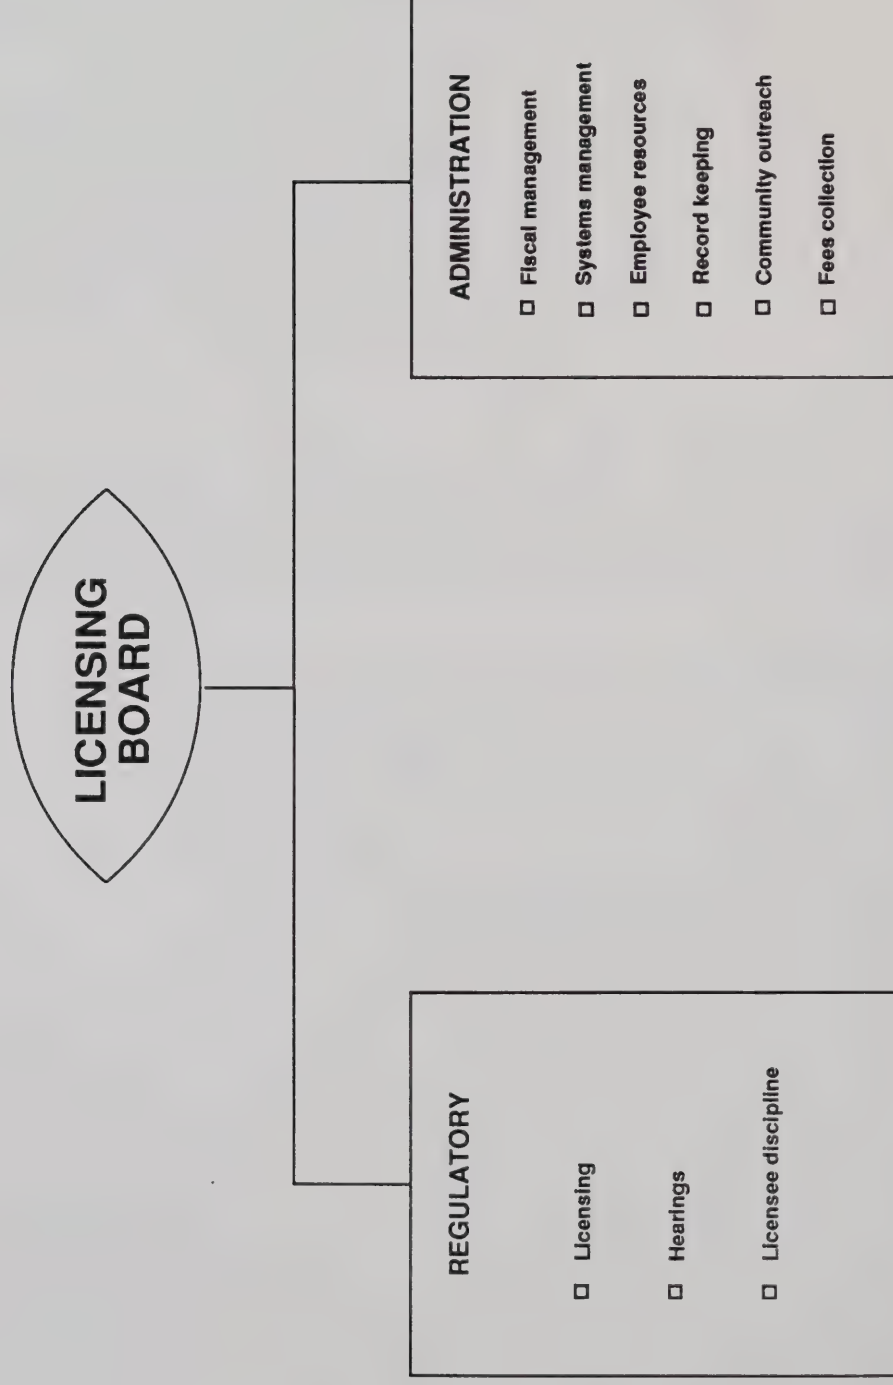 LICENSING
BOARD
REGULATORY
☐ Licensing
☐ Hearings
☐ Licensee discipline
ADMINISTRATION
☐ Fiscal management
☐ Systems management
☐ Employee resources
☐ Record keeping
☐ Community outreach
☐ Fees collection